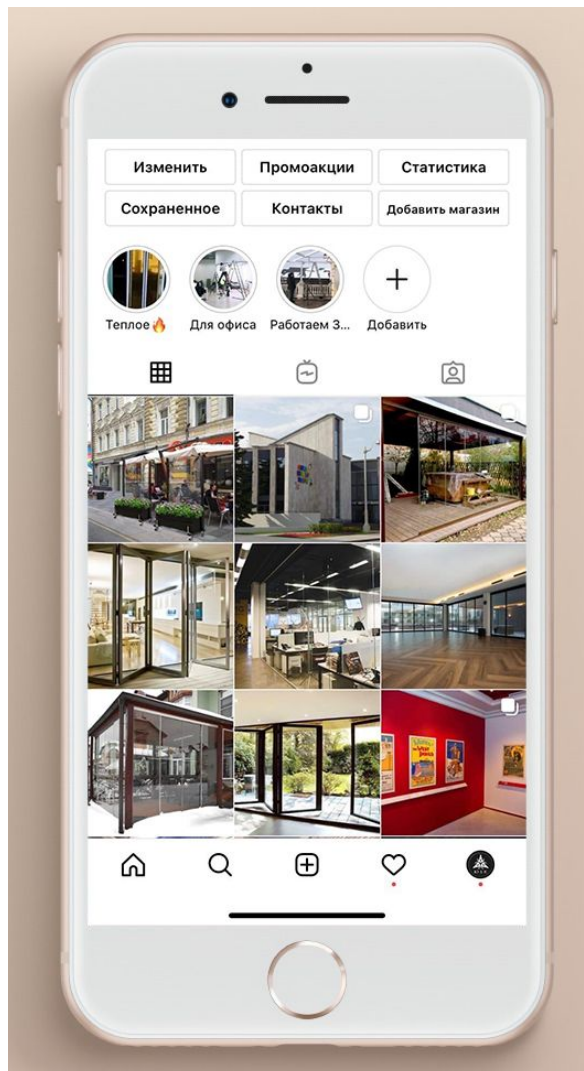 Изменить
Промоакции
Статистика
Сохраненное
Контакты
Добавить магазин
Теплое🔥
Для офиса
Работаем З...
Добавить